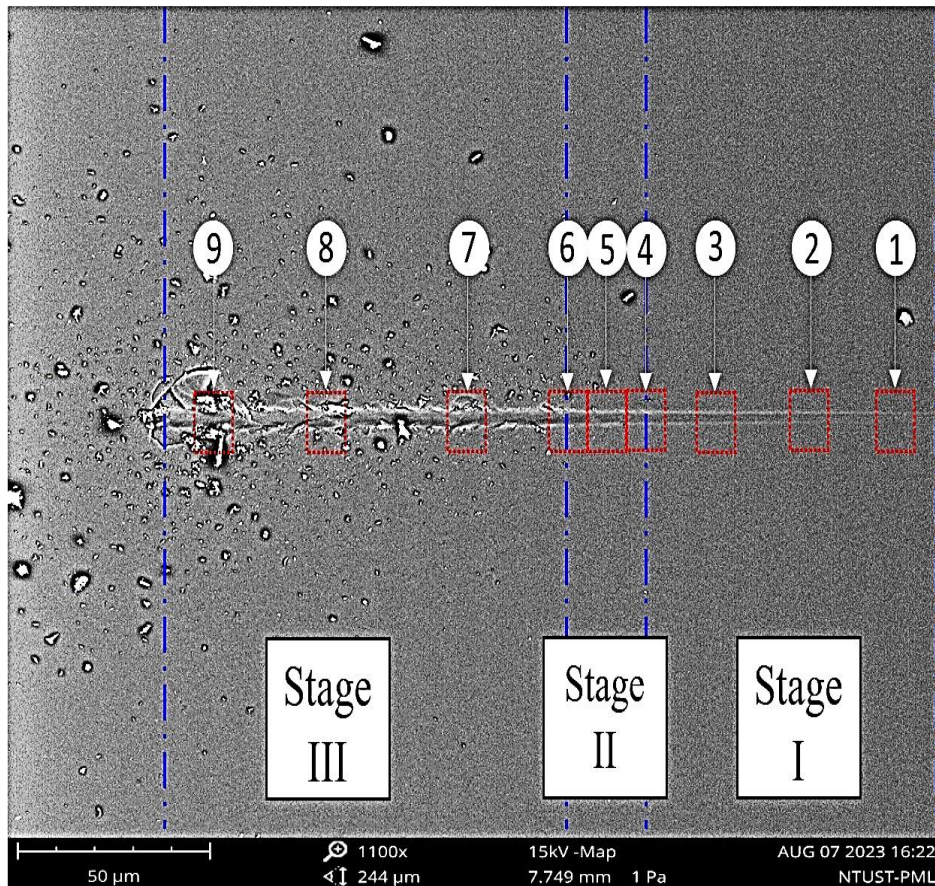 9 8 7 6 5 4 3 2 1
Stage
III
Stage
II
Stage
I
50 µm
1100x
244 µm
15kV -Map
7.749 mm 1 Pa
AUG 07 2023 16:22
NTUST-PML